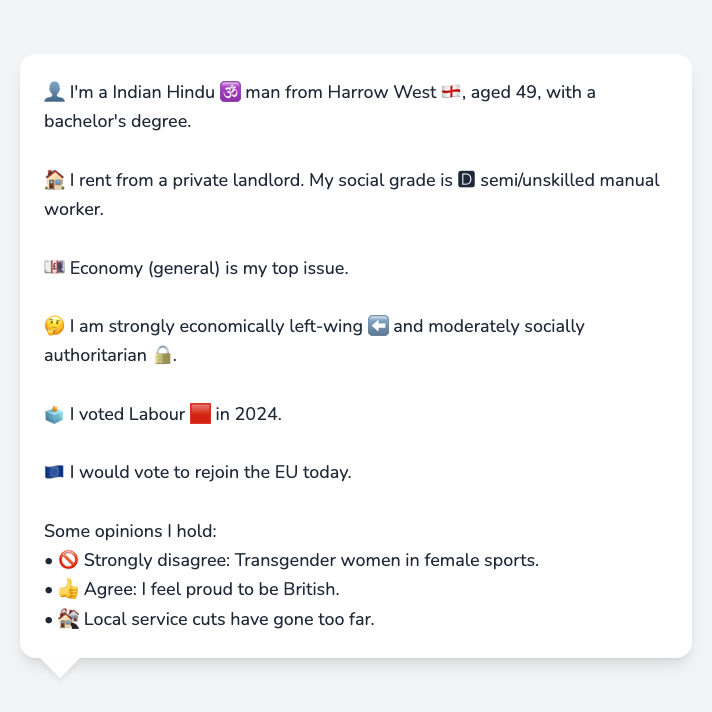 👤 I'm a Indian Hindu 🕉️ man from Harrow West 🏴󠁧󠁢󠁥󠁮󠁧󠁿, aged 49, with a
bachelor's degree.
🏠 I rent from a private landlord. My social grade is 🅳 semi/unskilled manual
worker.
💷 Economy (general) is my top issue.
🤔 I am strongly economically left-wing ⬅️ and moderately socially
authoritarian 🔒.
🗳️ I voted Labour 🟥 in 2024.
🇪🇺 I would vote to rejoin the EU today.
Some opinions I hold:
• 🚫 Strongly disagree: Transgender women in female sports.
• 👍 Agree: I feel proud to be British.
• 🏚️ Local service cuts have gone too far.